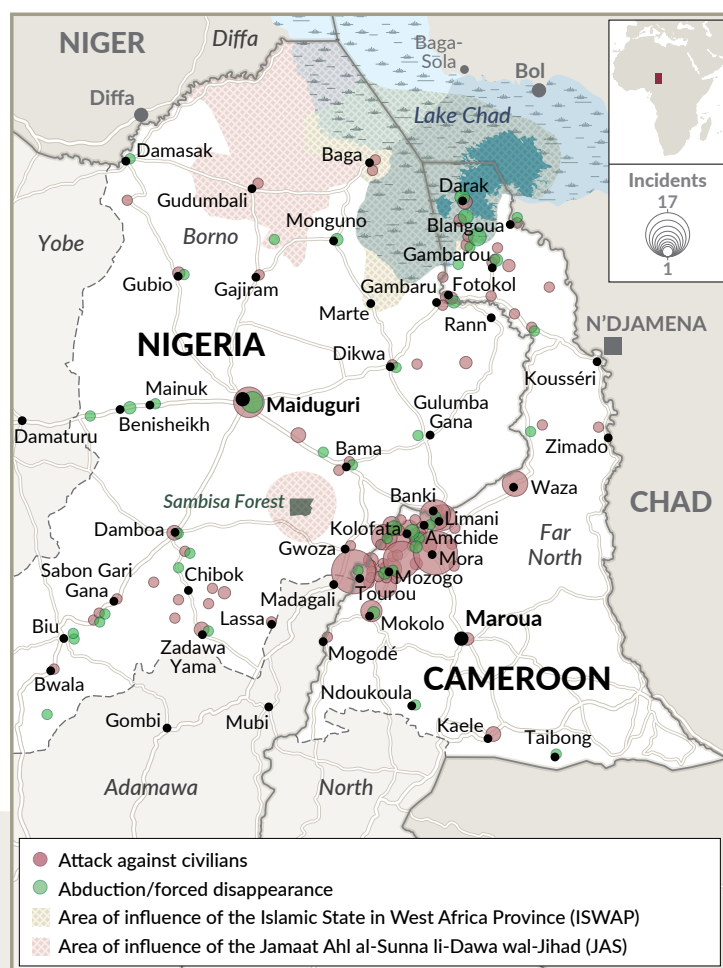 NIGER
Diffa
Baga-
Sola
Bol
Diffa
Lake Chad
Incidents
17
1
Damasak
Baga
Darak
Gudumbali
Yobe
Borno
Monguno
Blangoua
Gambarou
Gubio
Gajiram
Gambaru
Fotokol
Marte
Rann
N'DJAMENA
NIGERIA
Dikwa
Kousséri
Mainuk
Maiduguri
Benisheikh
Gulumba
Gana
Damaturu
Zimado
Bama
Sambisa Forest
Banki
Waza
CHAD
Damboa
Kolofata
Limani
Amchide
Far
North
Gwoza
Mora
Sabon Gari
Gana
Chibok
Mozogo
Madagali
Tourou
Biu
Lassa
Mokolo
Maroua
Zadawa
Yama
Mogodé
Bwala
CAMEROON
Ndoukoula
Gombi
Mubi
Kaele
Taibong
Adamawa
North
Attack against civilians
Abduction/forced disappearance
Area of influence of the Islamic State in West Africa Province (ISWAP)
Area of influence of the Jamaat Ahl al-Sunna li-Dawa wal-Jihad (JAS)